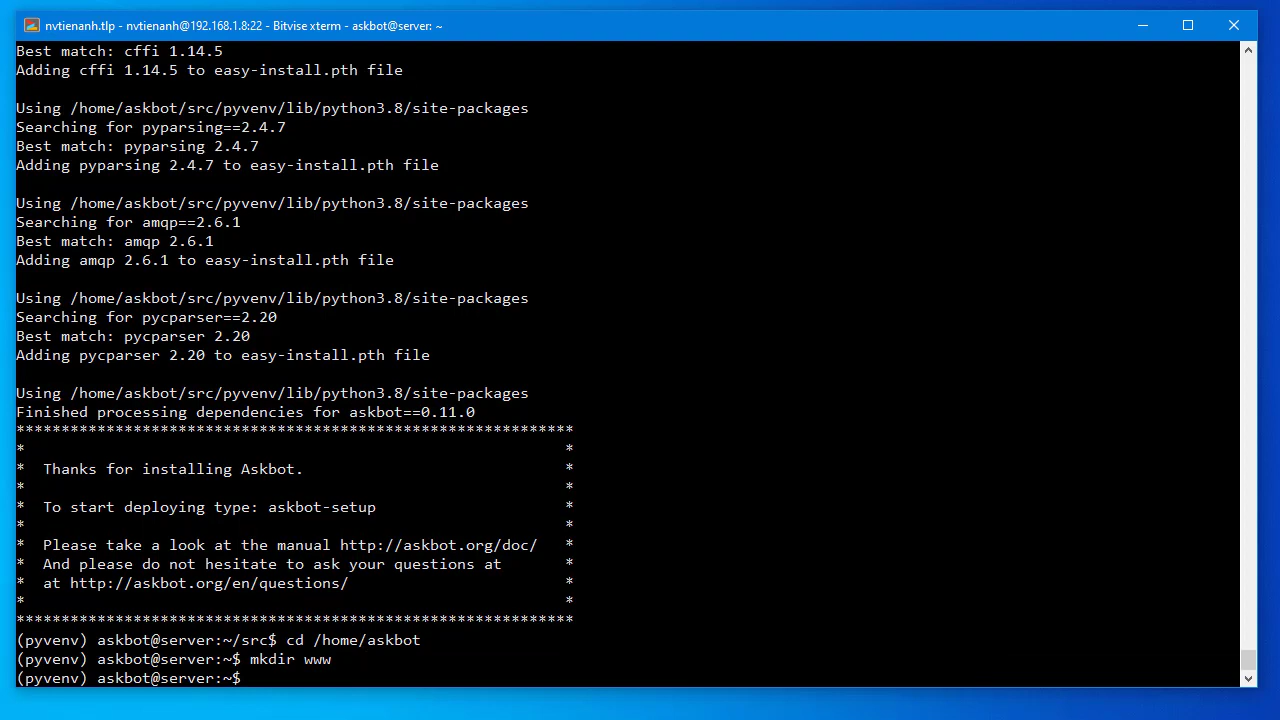 nvtienanh.tlp - nvtienanh@192.168.1.8:22 - Bitvise xterm - askbot@server: ~
Best match: cffi 1.14.5
Adding cffi 1.14.5 to easy-install.pth file
Using /home/askbot/src/pyvenv/lib/python3.8/site-packages
Searching for pyparsing==2.4.7
Best match: pyparsing 2.4.7
Adding pyparsing 2.4.7 to easy-install.pth file
Using /home/askbot/src/pyvenv/lib/python3.8/site-packages
Searching for amqp==2.6.1
Best match: amqp 2.6.1
Adding amqp 2.6.1 to easy-install.pth file
Using /home/askbot/src/pyvenv/lib/python3.8/site-packages
Searching for pycparser==2.20
Best match: pycparser 2.20
Adding pycparser 2.20 to easy-install.pth file
Using /home/askbot/src/pyvenv/lib/python3.8/site-packages
Finished processing dependencies for askbot==0.11.0
**************************************************************
*                                                            *
*  Thanks for installing Askbot.                             *
*                                                            *
*  To start deploying type: askbot-setup                     *
*                                                            *
*  Please take a look at the manual http://askbot.org/doc/   *
*  And please do not hesitate to ask your questions at       *
*  at http://askbot.org/en/questions/                        *
*                                                            *
**************************************************************
(pyvenv) askbot@server:~/src$ cd /home/askbot
(pyvenv) askbot@server:~$ mkdir www
(pyvenv) askbot@server:~$